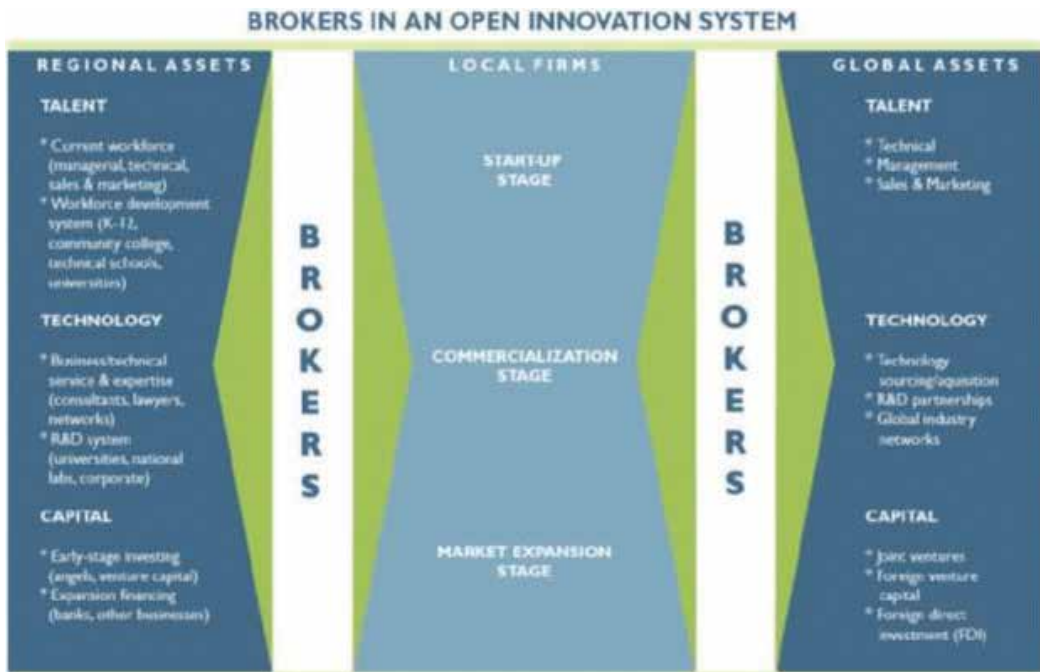 BROKERS IN AN OPEN INNOVATION SYSTEM
REGIONAL ASSETS
TALENT
* Current workforce
(managerial, technical,
sales & marketing)
* Workforce development
system (K-12,
community college,
technical schools,
universities)
TECHNOLOGY
* Business/technical
service & expertise
(consultants, lawyers,
networks)
* R&D system
(universities, national
labs, corporate)
CAPITAL
* Early-stage investing
(angels, venture capital)
* Expansion financing
(banks, other businesses)
BROKERS
LOCAL FIRMS
START-UP
STAGE
COMMERCIALIZATION
STAGE
MARKET EXPANSION
STAGE
BROKERS
GLOBAL ASSETS
TALENT
* Technical
* Management
* Sales & Marketing
TECHNOLOGY
* Technology
sourcing/aquisition
* R&D partnerships
* Global industry
networks
CAPITAL
* Joint ventures
* Foreign venture
capital
* Foreign direct
investment (FDI)